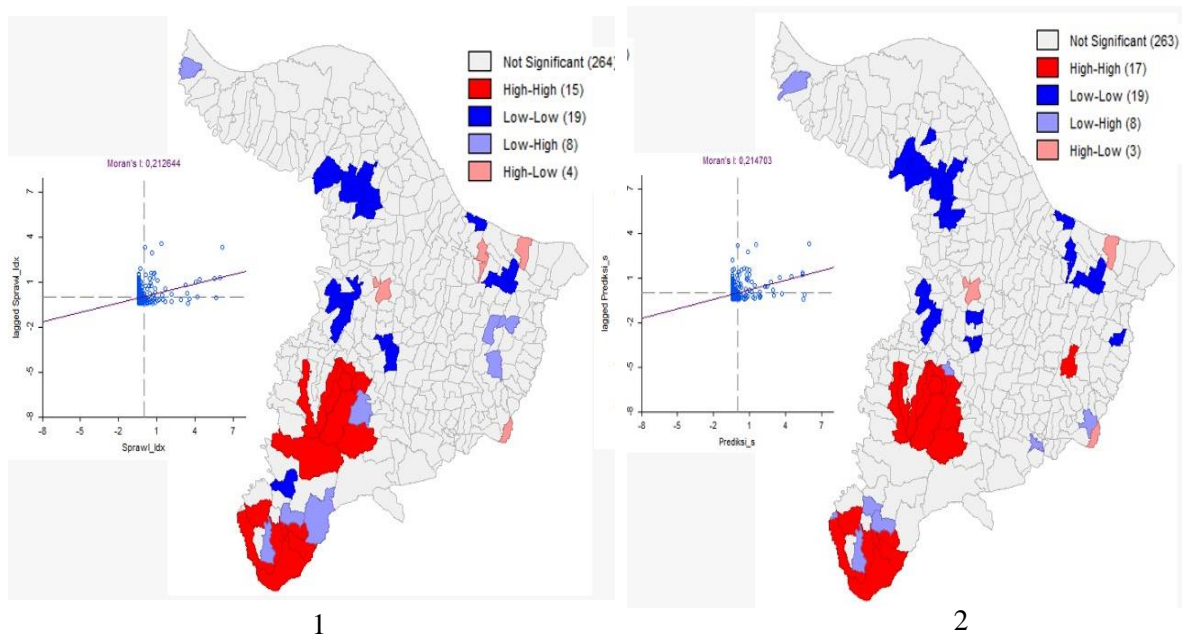 Not Significant (264)
High-High (15)
Low-Low (19)
Low-High (8)
High-Low (4)
Moran's I: 0,212644
lagged Sprawl_Idx
7
4
1
-2
-5
-8
-8 -5 -2 1 4 7
Sprawl_Idx
1
)
Not Significant (263)
High-High (17)
Low-Low (19)
Low-High (8)
High-Low (3)
Moran's I: 0,214703
lagged Prediksi_s
7
4
1
-2
-5
-8
-8 -5 -2 1 4 7
Prediksi_s
2